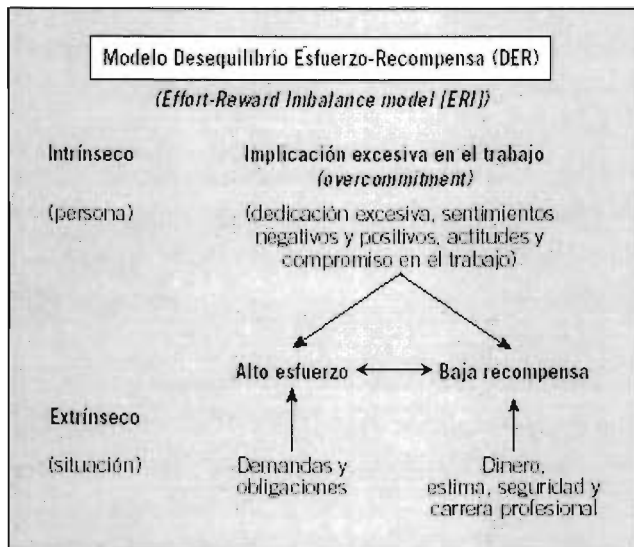 Modelo Desequilibrio Esfuerzo-Recompensa (DER)
(Effort-Reward Imbalance model [ERI])
Intrínseco
Implicación excesiva en el trabajo
(overcommitment)
(persona)
(dedicación excesiva, sentimientos
negativos y positivos, actitudes y
compromiso en el trabajo)
Alto esfuerzo
Baja recompensa
Extrínseco
(situación)
Demandas y
obligaciones
Dinero,
estima, seguridad y
carrera profesional